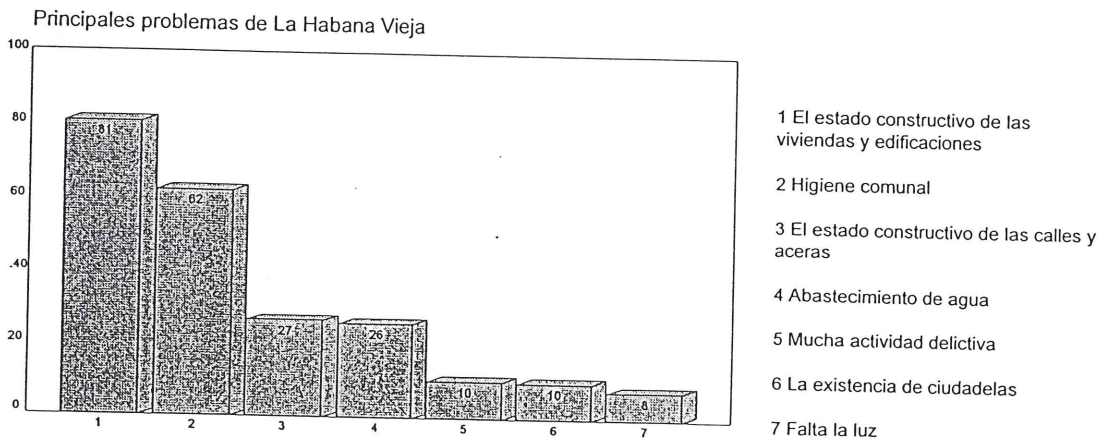 Principales problemas de La Habana Vieja
100
80
60
.40
20
0
81
62
27
26
10
10
8
1 2 3 4 5 6 7
1 El estado constructivo de las
viviendas y edificaciones
2 Higiene comunal
3 El estado constructivo de las calles y
aceras
4 Abastecimiento de agua
5 Mucha actividad delictiva
6 La existencia de ciudadelas
7 Falta la luz